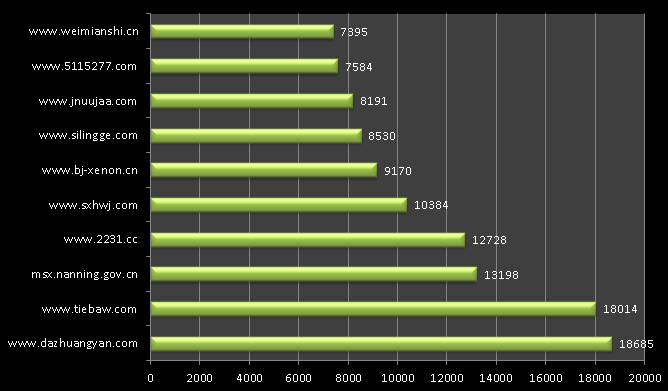 www.weimianshi.cn 7395
www.5115277.com 7584
www.jnuujaa.com 8191
www.silingge.com 8530
www.bj-xenon.cn 9170
www.sxhwj.com 10384
www.2231.cc 12728
msx.nanning.gov.cn 13198
www.tiebaw.com 18014
www.dazhuangyan.com 18685
0 2000 4000 6000 8000 10000 12000 14000 16000 18000 20000